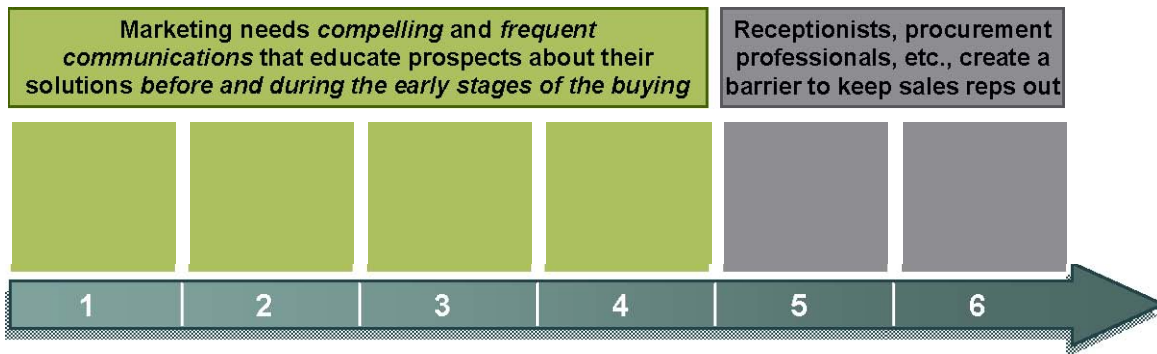 Marketing needs compelling and frequent
communications that educate prospects about their
solutions before and during the early stages of the buying
Receptionists, procurement
professionals, etc., create a
barrier to keep sales reps out
1 2 3 4 5 6